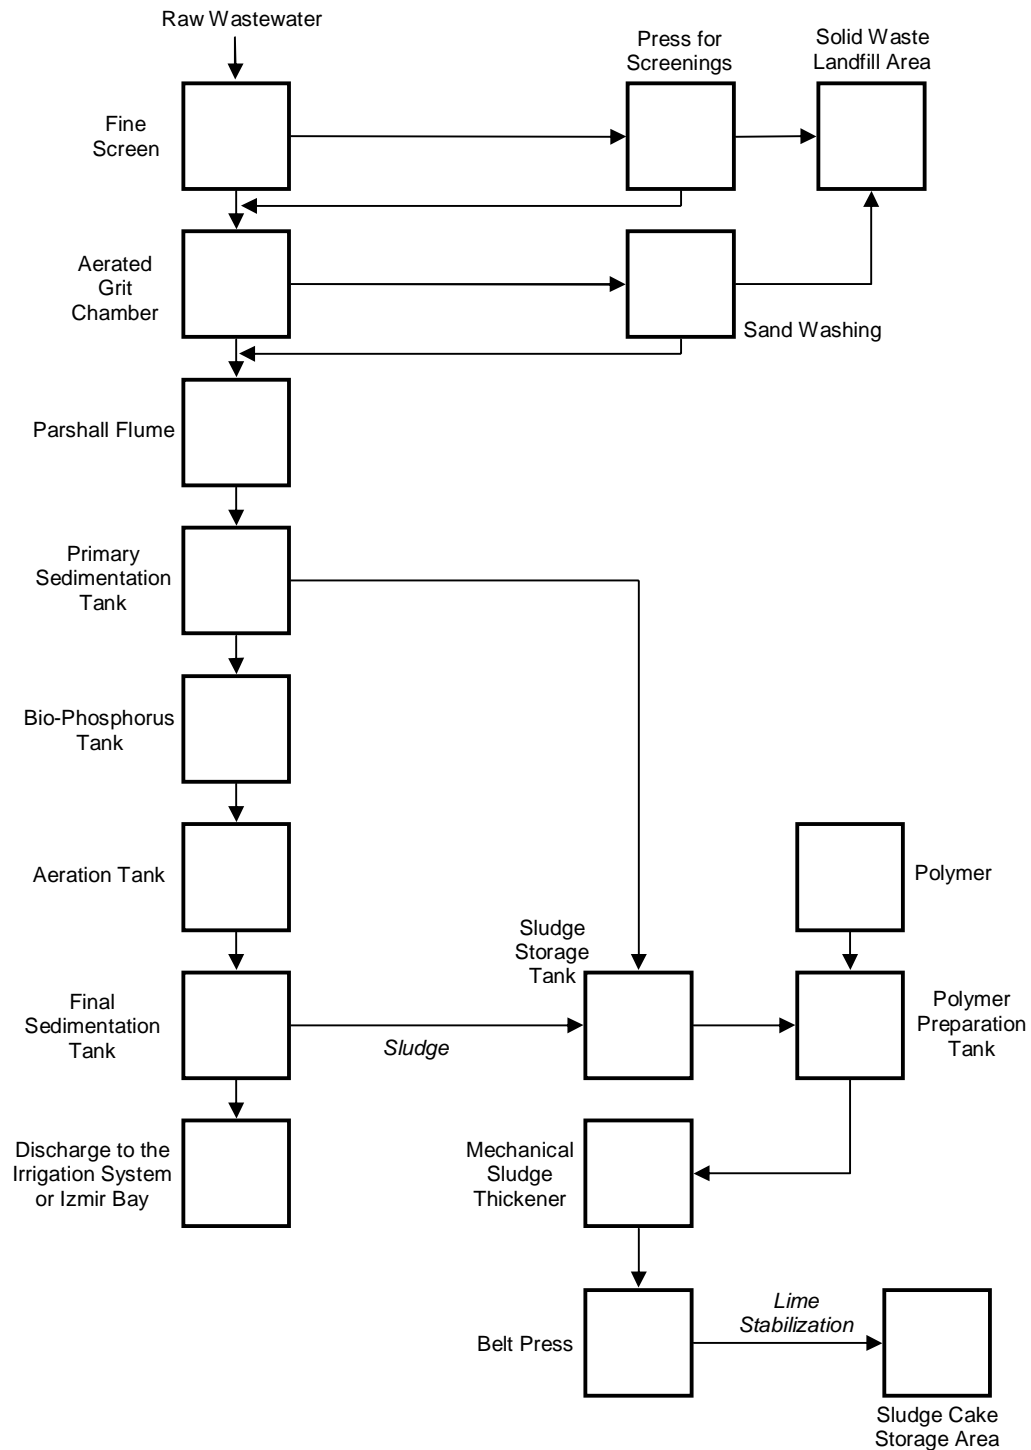 Raw Wastewater
Press for
Screenings
Solid Waste
Landfill Area
Fine
Screen
Aerated
Grit
Chamber
Sand Washing
Parshall Flume
Primary
Sedimentation
Tank
Bio-Phosphorus
Tank
Aeration Tank
Polymer
Sludge
Storage
Tank
Final
Sedimentation
Tank
Sludge
Polymer
Preparation
Tank
Discharge to the
Irrigation System
or Izmir Bay
Mechanical
Sludge
Thickener
Belt Press
Lime
Stabilization
Sludge Cake
Storage Area